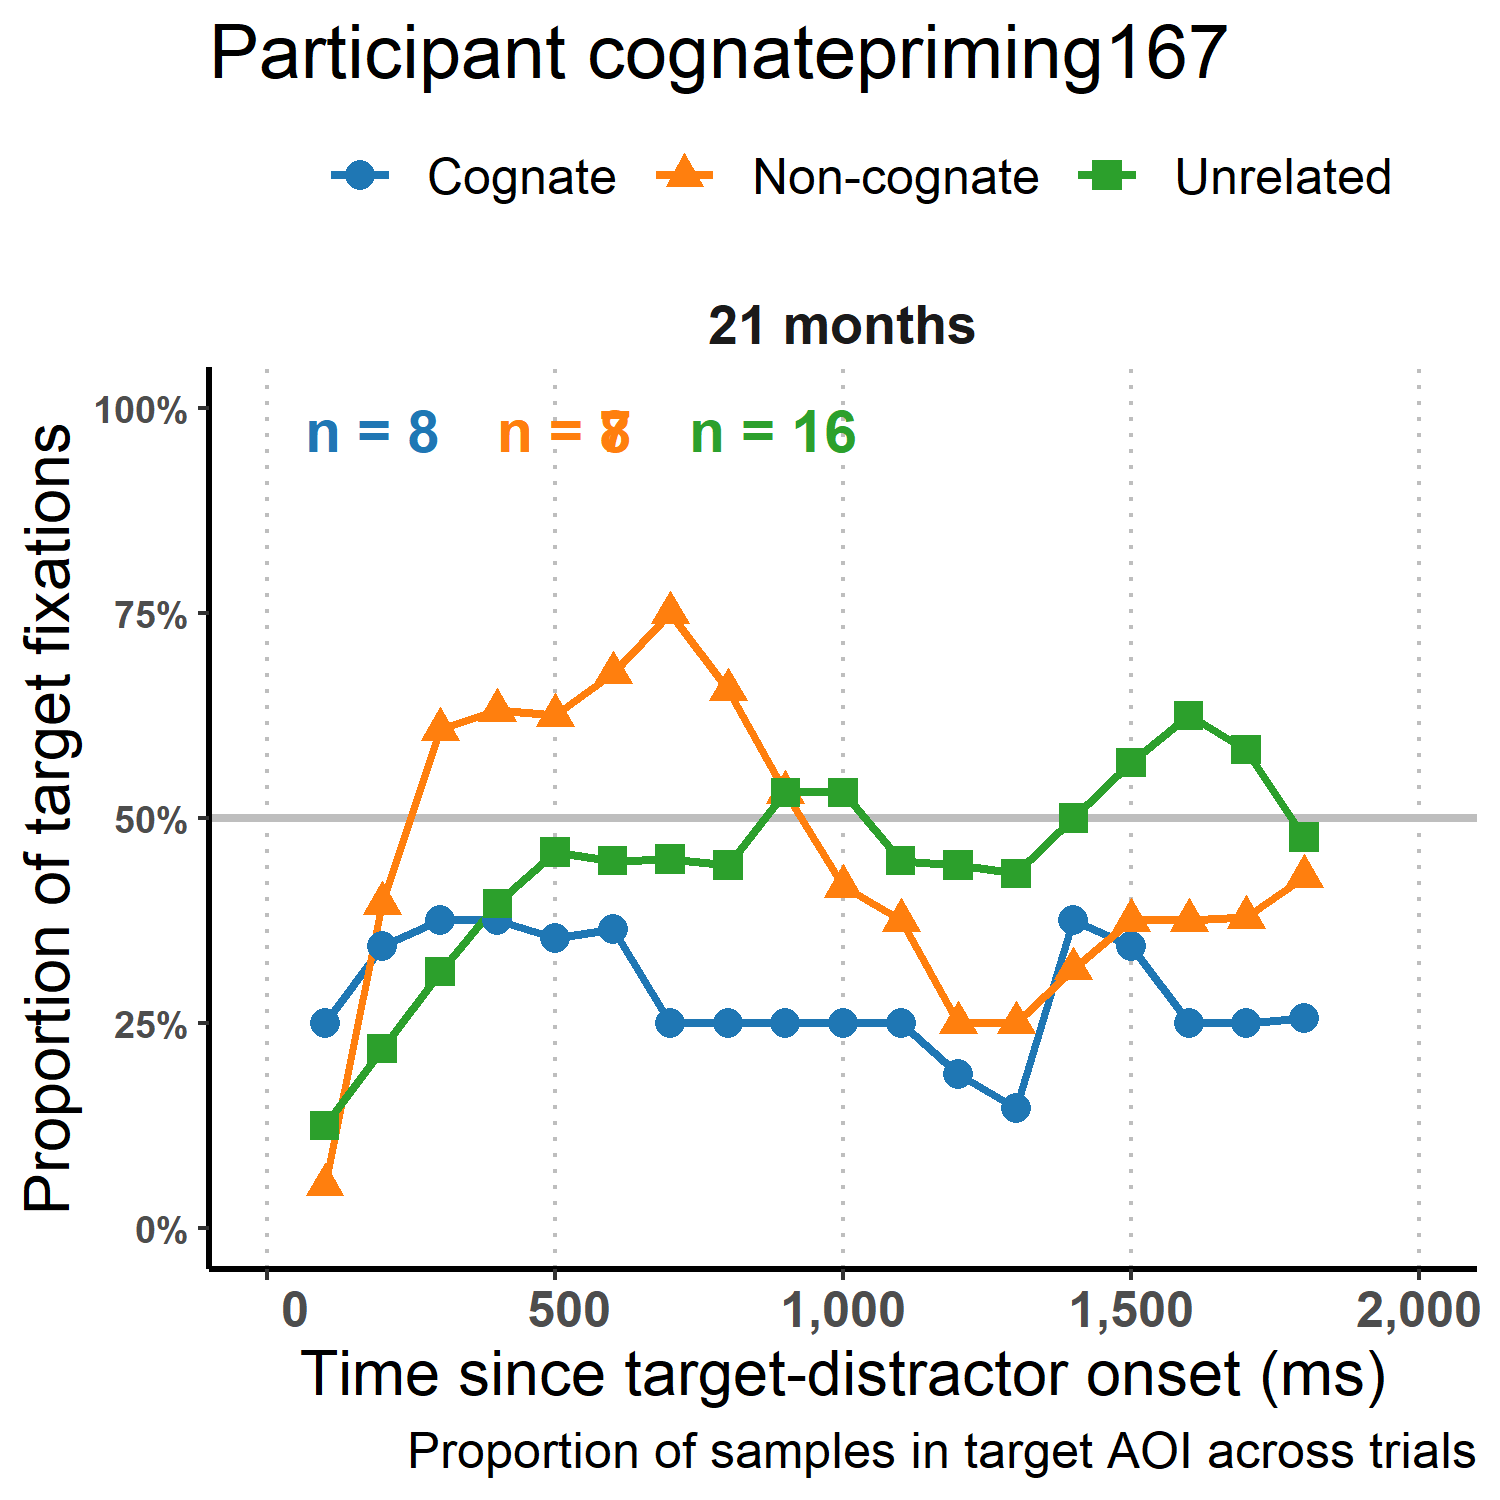 Participant cognatepriming167
Cognate Non-cognate Unrelated
21 months
100%
n = 8 n = n = 16
75%
50%
25%
0%
Proportion of target fixations
0 500 1,000 1,500 2,000
Time since target-distractor onset (ms)
Proportion of samples in target AOI across trials